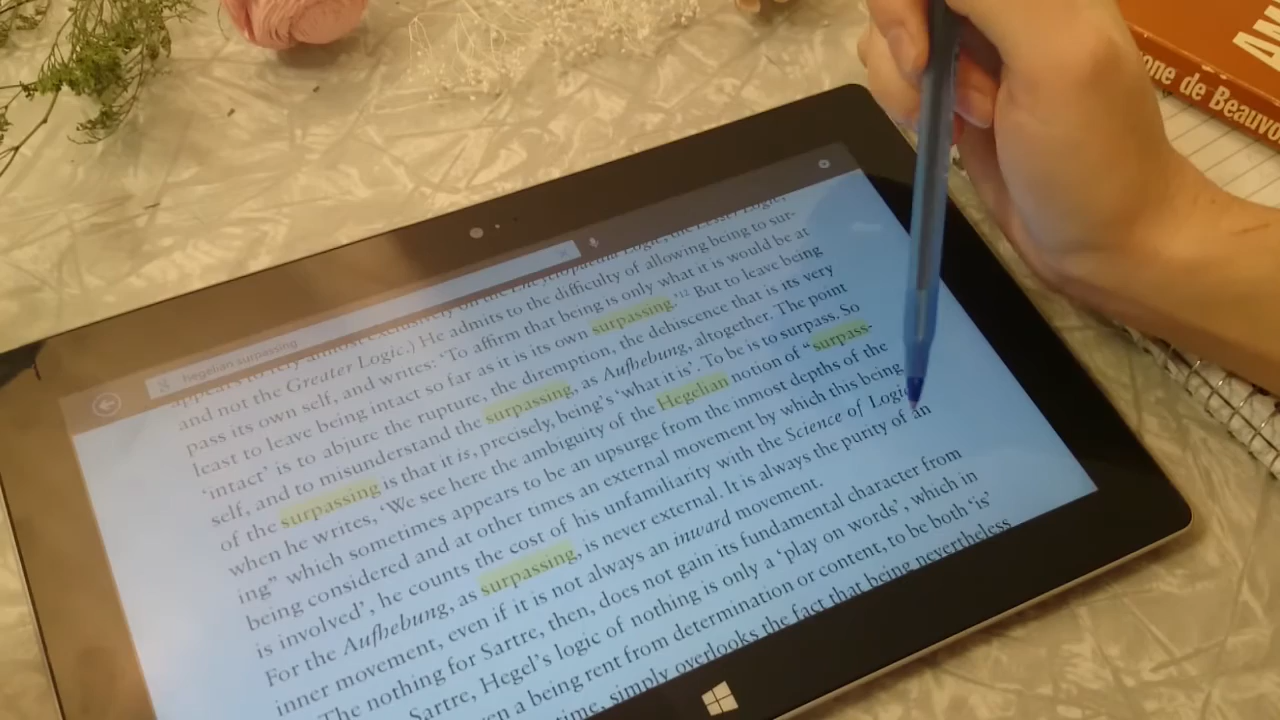 AM
one de Beauvo
hegelian surpassing
and not the Greater Logic.) He admits to the difficulty of allowing being to sur-
pass its own self, and writes: 'To affirm that being is only what it is would be at
least to leave being intact so far as it is its own surpassing.'12 But to leave being
'intact' is to abjure the rupture, the diremption, the dehiscence that is its very
self, and to misunderstand the surpassing, as Aufhebung, altogether. The point
of the surpassing is that it is, precisely, being's 'what it is'. To be is to surpass. So
when he writes, 'We see here the ambiguity of the Hegelian notion of "surpass-
ing" which sometimes appears to be an upsurge from the inmost depths of the
being considered and at other times an external movement by which this being
is involved', he counts the cost of his unfamiliarity with the Science of Logic
For the Aufhebung, as surpassing, is never external. It is always the purity of an
inner movement, even if it is not always an inward movement.
The nothing for Sartre, then, does not gain its fundamental character from
Sartre, Hegel's logic of nothing is only a 'play on words', which in
a being rent from determination or content, to be both 'is'
time, simply overlooks the fact that being nevertheless